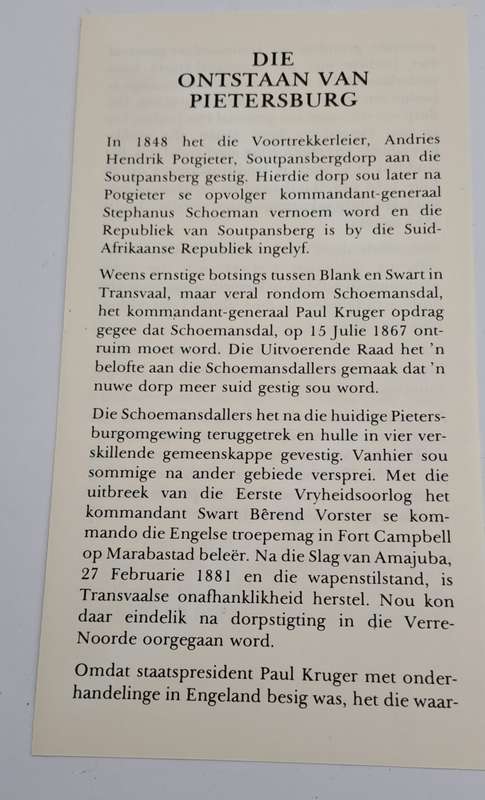 DIE
ONTSTAAN VAN
PIETERSBURG
In 1848 het die Voortrekkerleier, Andries
Hendrik Potgieter, Soutpansbergdorp aan die
Soutpansberg gestig. Hierdie dorp sou later na
Potgieter se opvolger kommandant-generaal
Stephanus Schoeman vernoem word en die
Republiek van Soutpansberg is by die Suid-
Afrikaanse Republiek ingelyf.
Weens ernstige botsings tussen Blank en Swart in
Transvaal, maar veral rondom Schoemansdal,
het kommandant-generaal Paul Kruger opdrag
gegee dat Schoemansdal, op 15 Julie 1867 ont-
ruim moet word. Die Uitvoerende Raad het 'n
belofte aan die Schoemansdallers gemaak dat 'n
nuwe dorp meer suid gestig sou word.
Die Schoemansdallers het na die huidige Pieters-
burgomgewing teruggetrek en hulle in vier ver-
skillende gemeenskappe gevestig. Vanhier sou
sommige na ander gebiede versprei. Met die
uitbreek van die Eerste Vryheidsoorlog het
kommandant Swart Bêrend Vorster se kom-
mando die Engelse troepemag in Fort Campbell
op Marabastad beleër. Na die Slag van Amajuba,
27 Februarie 1881 en die wapenstilstand, is
Transvaalse onafhanklikheid herstel. Nou kon
daar eindelik na dorpstigting in die Verre-
Noorde oorgegaan word.
Omdat staatspresident Paul Kruger met onder-
handelinge in Engeland besig was, het die waar-